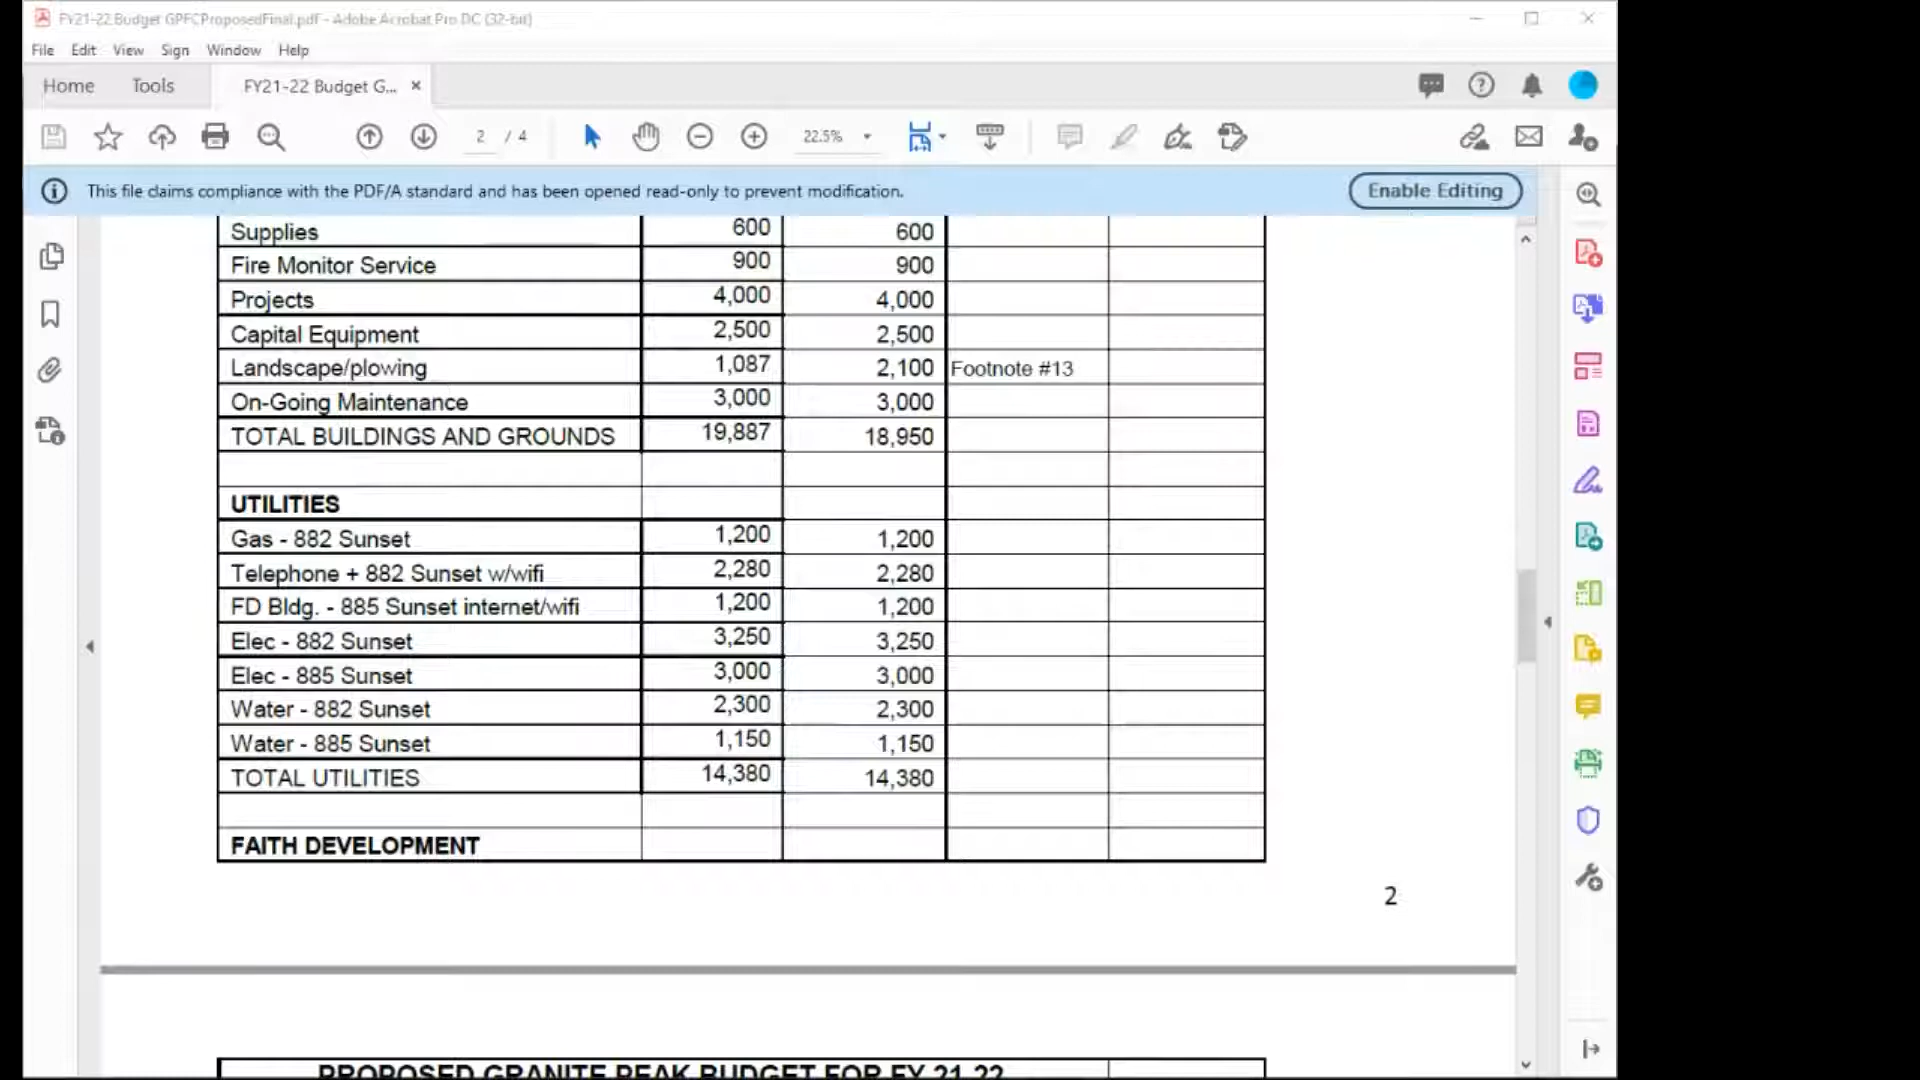 FY21-22 Budget GPFCProposedFinal.pdf - Adobe Acrobat Pro DC (32-bit)
File Edit View Sign Window Help
Home Tools FY21-22 Budget G... ×
2 / 4 22.5%
This file claims compliance with the PDF/A standard and has been opened read-only to prevent modification. Enable Editing
Supplies 600 600
Fire Monitor Service 900 900
Projects 4,000 4,000
Capital Equipment 2,500 2,500
Landscape/plowing 1,087 2,100 Footnote #13
On-Going Maintenance 3,000 3,000
TOTAL BUILDINGS AND GROUNDS 19,887 18,950
UTILITIES
Gas - 882 Sunset 1,200 1,200
Telephone + 882 Sunset w/wifi 2,280 2,280
FD Bldg. - 885 Sunset internet/wifi 1,200 1,200
Elec - 882 Sunset 3,250 3,250
Elec - 885 Sunset 3,000 3,000
Water - 882 Sunset 2,300 2,300
Water - 885 Sunset 1,150 1,150
TOTAL UTILITIES 14,380 14,380
FAITH DEVELOPMENT
2
PROPOSED GRANITE PEAK BUDGET FOR FY 21 22